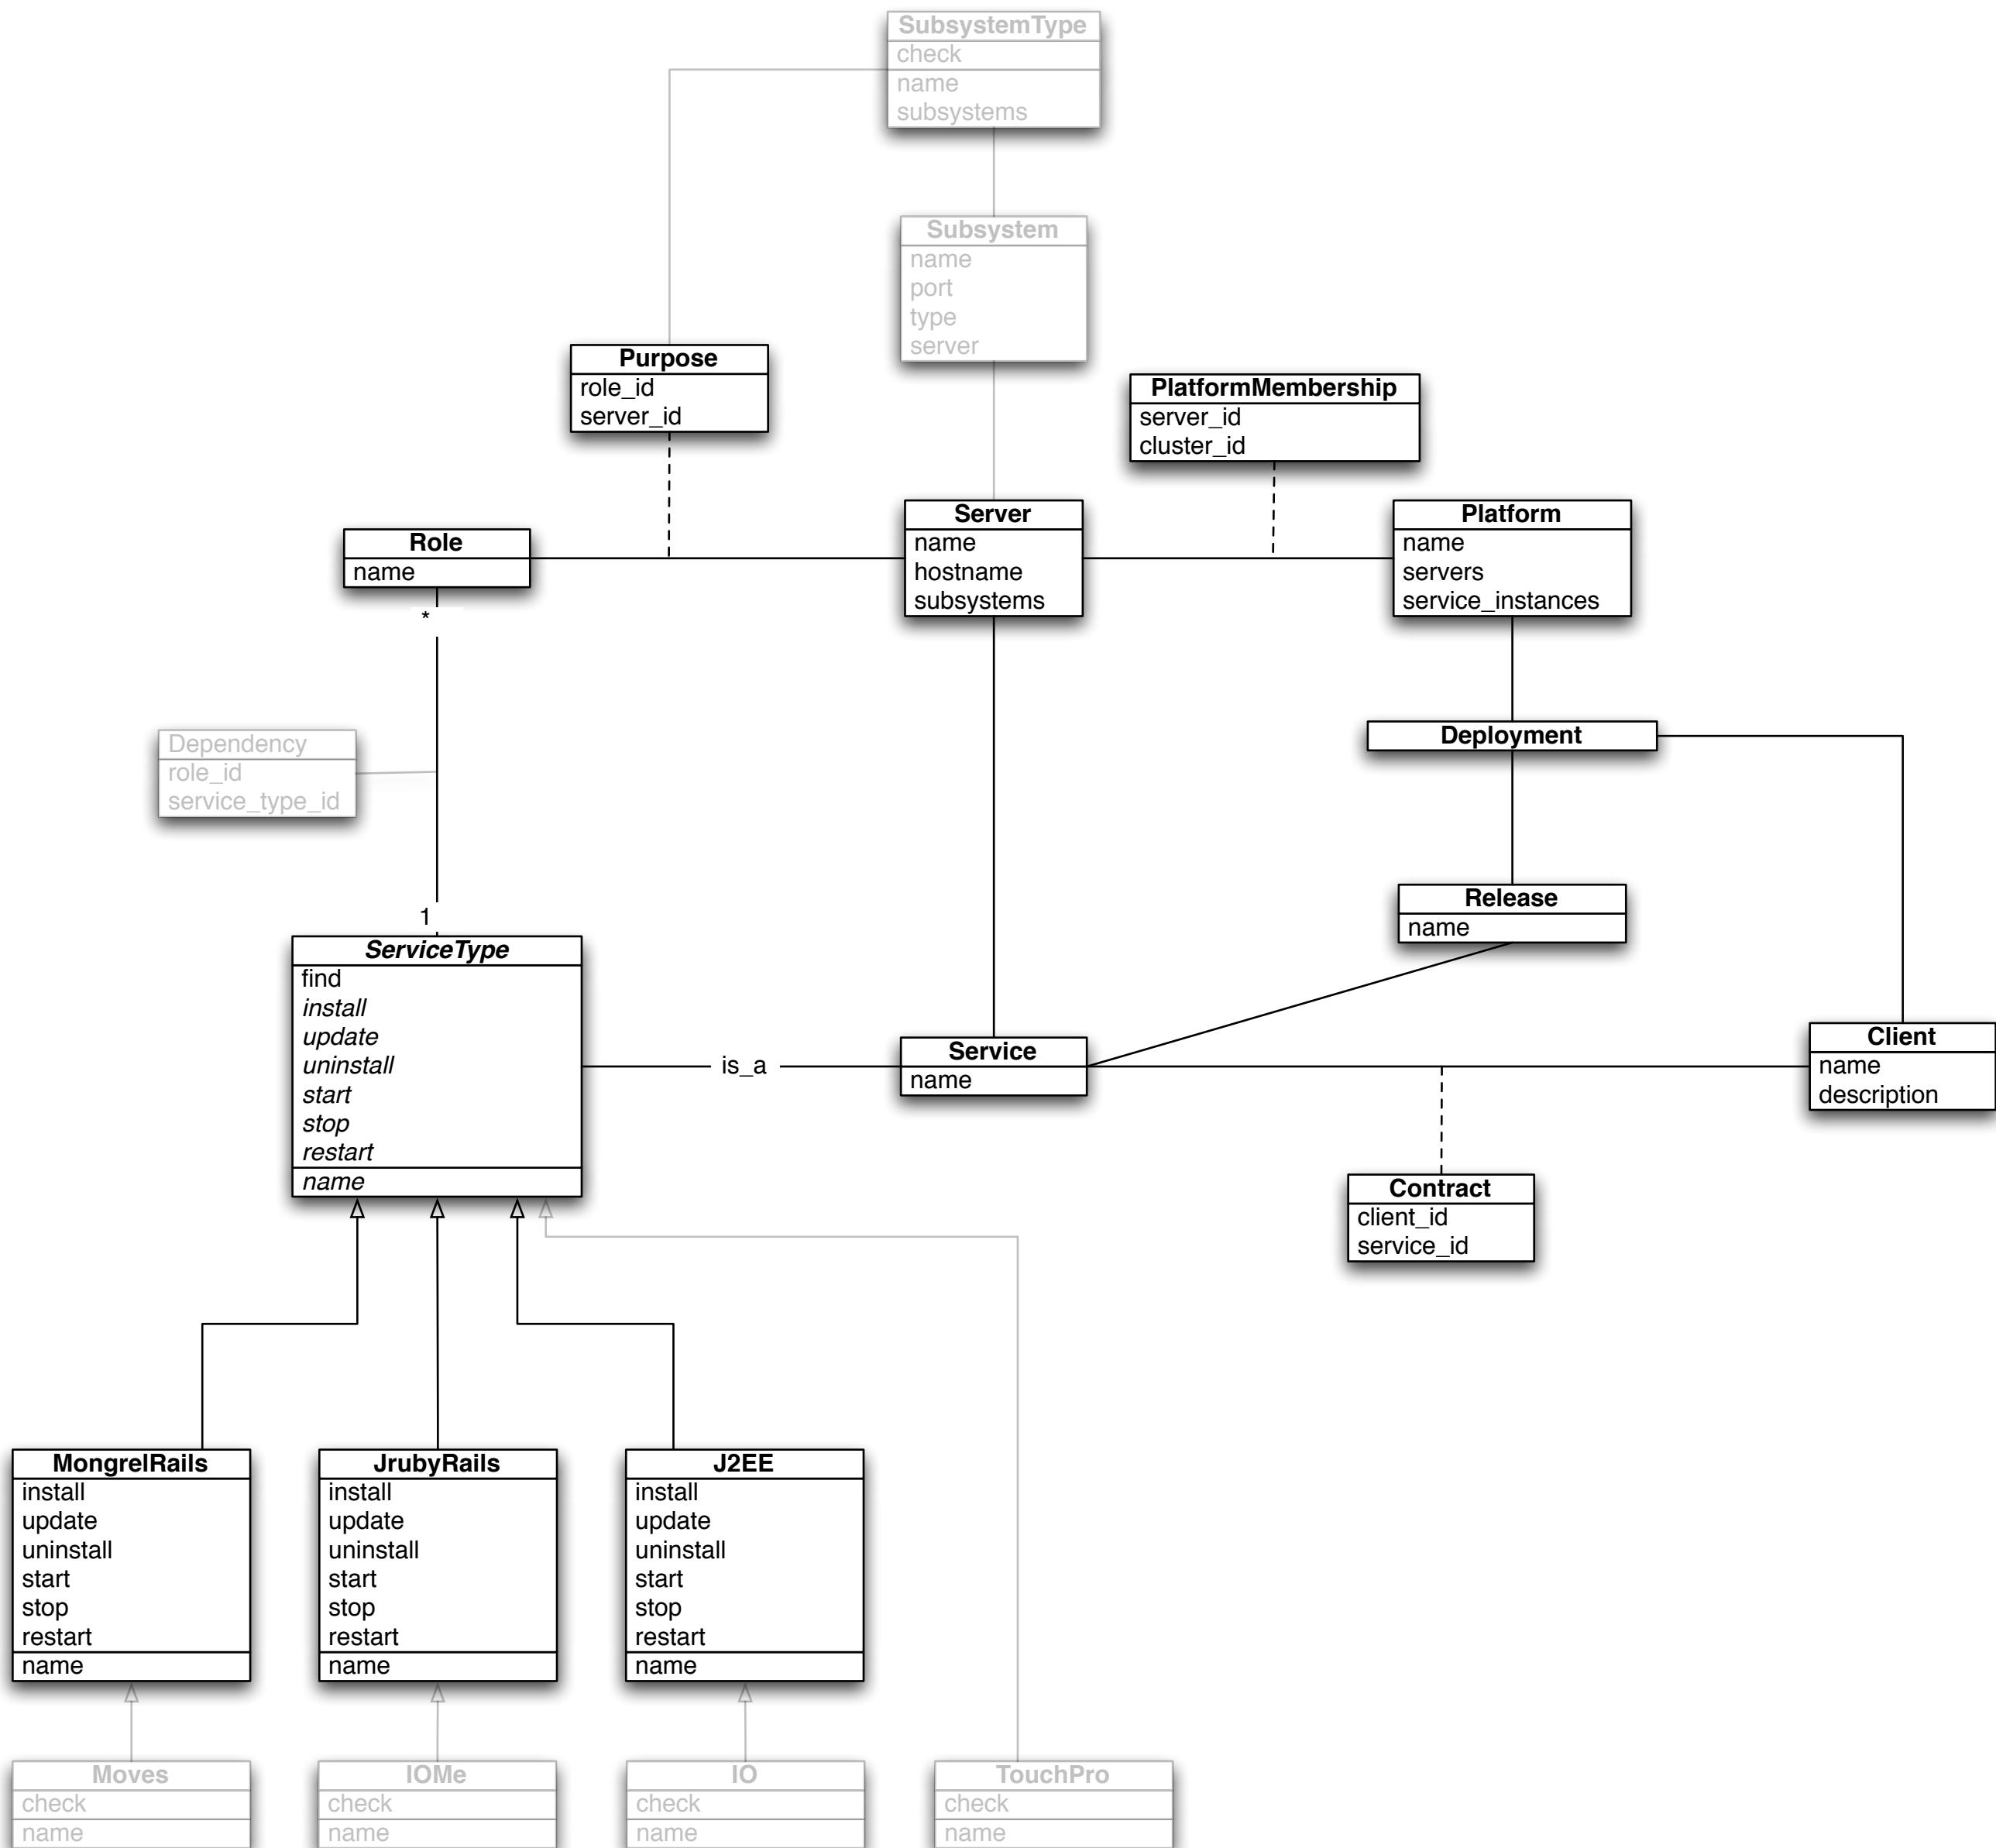 SubsystemType
check
name
subsystems
Subsystem
name
port
type
server
Purpose
role_id
server_id
PlatformMembership
server_id
cluster_id
Role
name
Server
name
hostname
subsystems
Platform
name
servers
service_instances
*
Dependency
role_id
service_type_id
Deployment
1
Release
name
ServiceType
find
install
update
uninstall
start
stop
restart
name
is_a
Service
name
Client
name
description
Contract
client_id
service_id
MongrelRails
install
update
uninstall
start
stop
restart
name
JrubyRails
install
update
uninstall
start
stop
restart
name
J2EE
install
update
uninstall
start
stop
restart
name
Moves
check
name
IOMe
check
name
IO
check
name
TouchPro
check
name